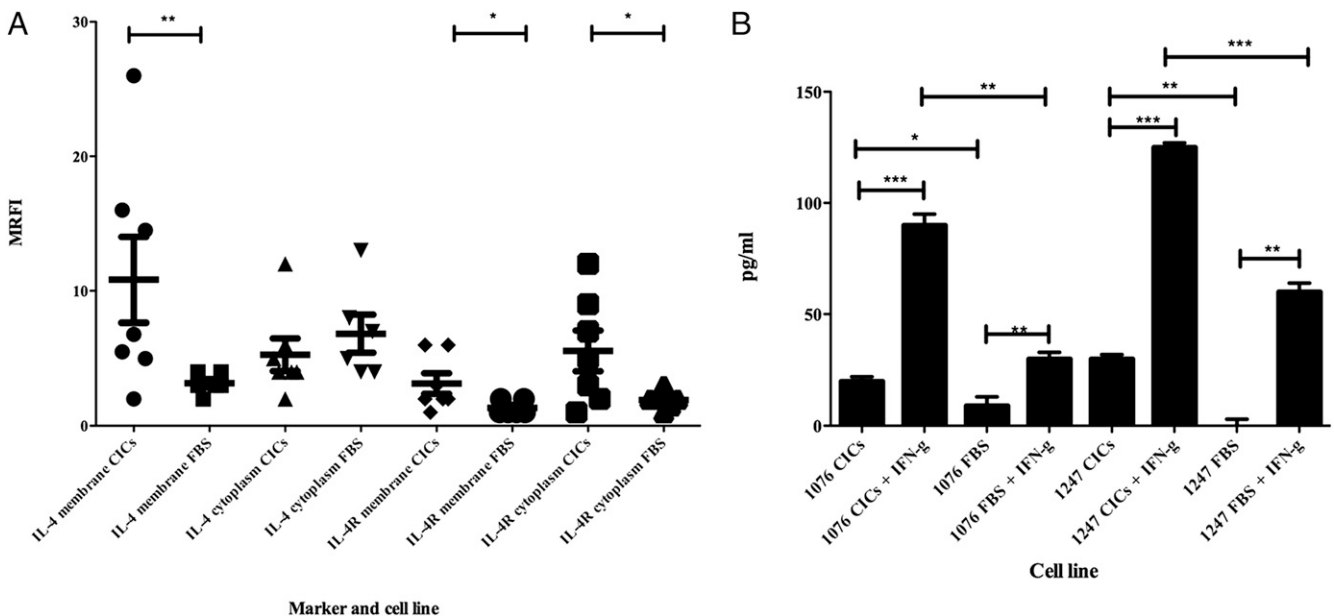 A
30
20
10
0
MRFI
**
*
*
IL-4 membrane CICs
IL-4 membrane FBS
IL-4 cytoplasm CICs
IL-4 cytoplasm FBS
IL-4R membrane CICs
IL-4R membrane FBS
IL-4R cytoplasm CICs
IL-4R cytoplasm FBS
Marker and cell line
B
150
100
50
0
pg/ml
***
**
**
***
*
***
**
**
1076 CICs
1076 CICs + IFN-g
1076 FBS
1076 FBS + IFN-g
1247 CICs
1247 CICs + IFN-g
1247 FBS
1247 FBS + IFN-g
Cell line